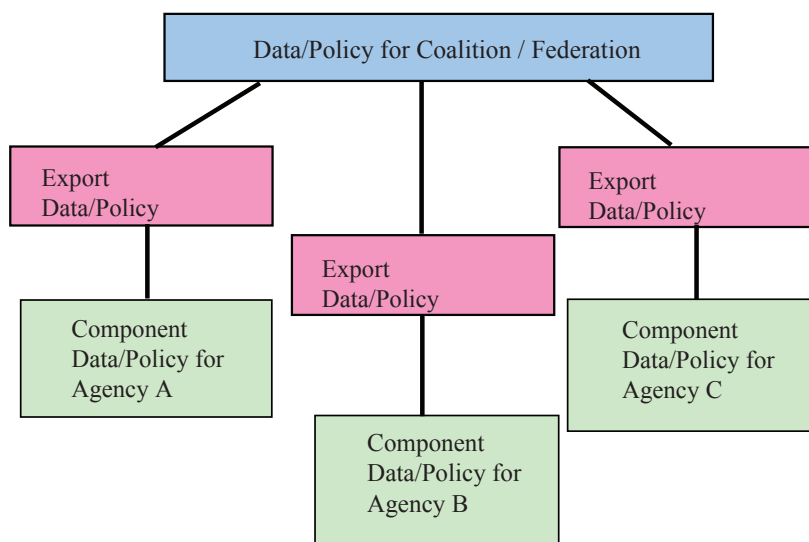 Data/Policy for Coalition / Federation
Export
Data/Policy
Component
Data/Policy for
Agency A
Export
Data/Policy
Component
Data/Policy for
Agency B
Export
Data/Policy
Component
Data/Policy for
Agency C